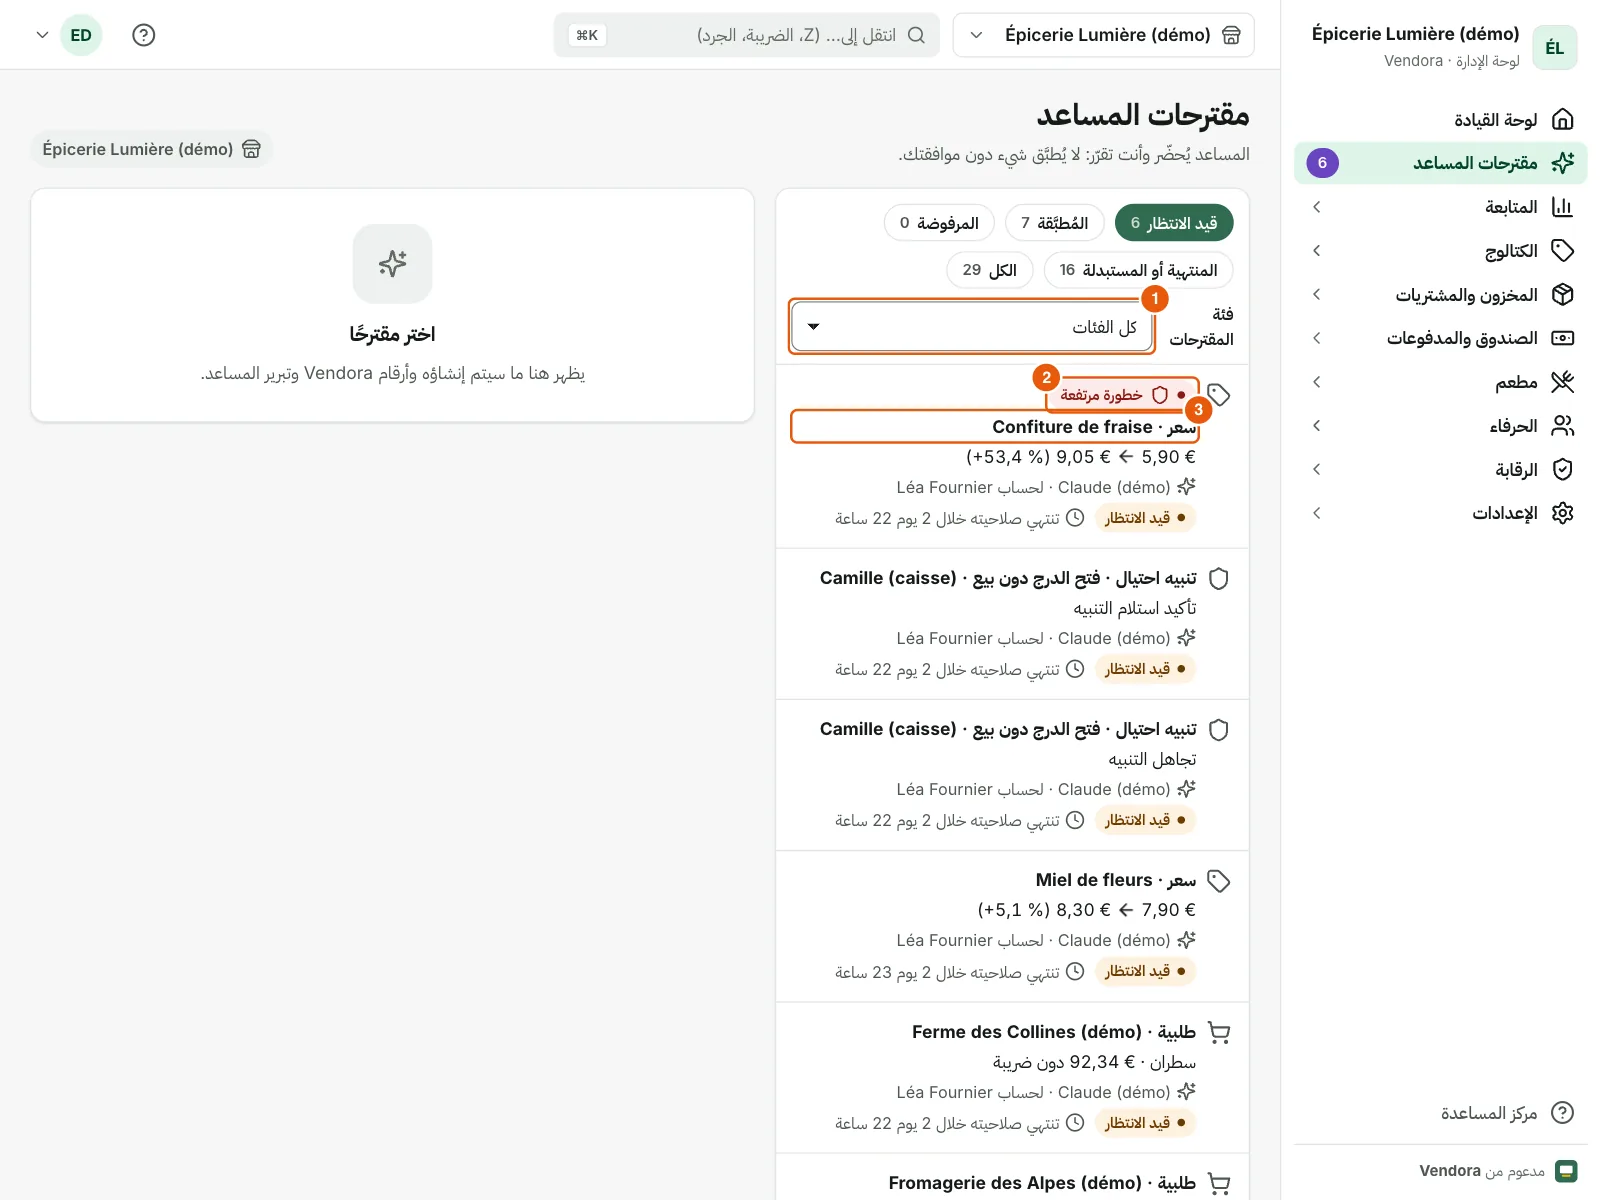 Épicerie Lumière (démo)
لوحة الإدارة · Vendora
ÉL
لوحة القيادة
مقترحات المساعد
6
المتابعة
الكتالوج
المخزون والمشتريات
الصندوق والمدفوعات
مطعم
الحرفاء
الرقابة
الإعدادات
مركز المساعدة
مدعوم من Vendora
Épicerie Lumière (démo)
انتقل إلى... (Z، الضريبة، الجرد)
⌘K
ED
مقترحات المساعد
المساعد يُحضّر وأنت تقرّر: لا يُطبَّق شيء دون موافقتك.
Épicerie Lumière (démo)
قيد الانتظار 6
المُطبَّقة 7
المرفوضة 0
المنتهية أو المستبدلة 16
الكل 29
فئة
المقترحات
1
كل الفئات
2
خطورة مرتفعة
3
سعر · Confiture de fraise
5,90 € ← 9,05 € (+53,4 %)
Claude (démo) · لحساب Léa Fournier
قيد الانتظار
تنتهي صلاحيته خلال 2 يوم 22 ساعة
تنبيه احتيال · فتح الدرج دون بيع · Camille (caisse)
تأكيد استلام التنبيه
Claude (démo) · لحساب Léa Fournier
قيد الانتظار
تنتهي صلاحيته خلال 2 يوم 22 ساعة
تنبيه احتيال · فتح الدرج دون بيع · Camille (caisse)
تجاهل التنبيه
Claude (démo) · لحساب Léa Fournier
قيد الانتظار
تنتهي صلاحيته خلال 2 يوم 22 ساعة
سعر · Miel de fleurs
7,90 € ← 8,30 € (+5,1 %)
Claude (démo) · لحساب Léa Fournier
قيد الانتظار
تنتهي صلاحيته خلال 2 يوم 23 ساعة
طلبية · Ferme des Collines (démo)
سطران · 92,34 € دون ضريبة
Claude (démo) · لحساب Léa Fournier
قيد الانتظار
تنتهي صلاحيته خلال 2 يوم 22 ساعة
طلبية · Fromagerie des Alpes (démo)
اختر مقترحًا
يظهر هنا ما سيتم إنشاؤه وأرقام Vendora وتبرير المساعد.